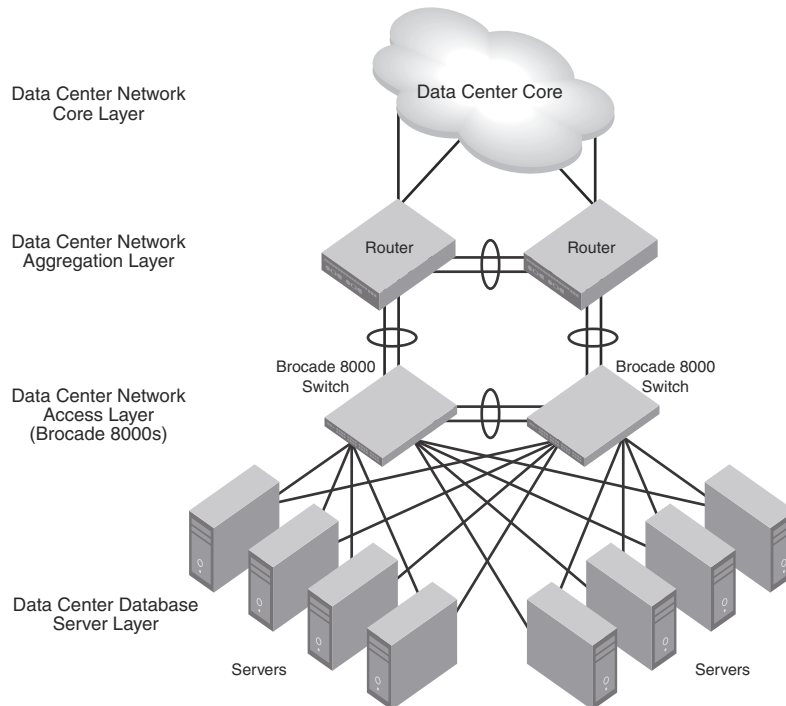 Data Center Network
Core Layer
Data Center Core
Data Center Network
Aggregation Layer
Router
Router
Brocade 8000
Switch
Brocade 8000
Switch
Data Center Network
Access Layer
(Brocade 8000s)
Data Center Database
Server Layer
Servers
Servers